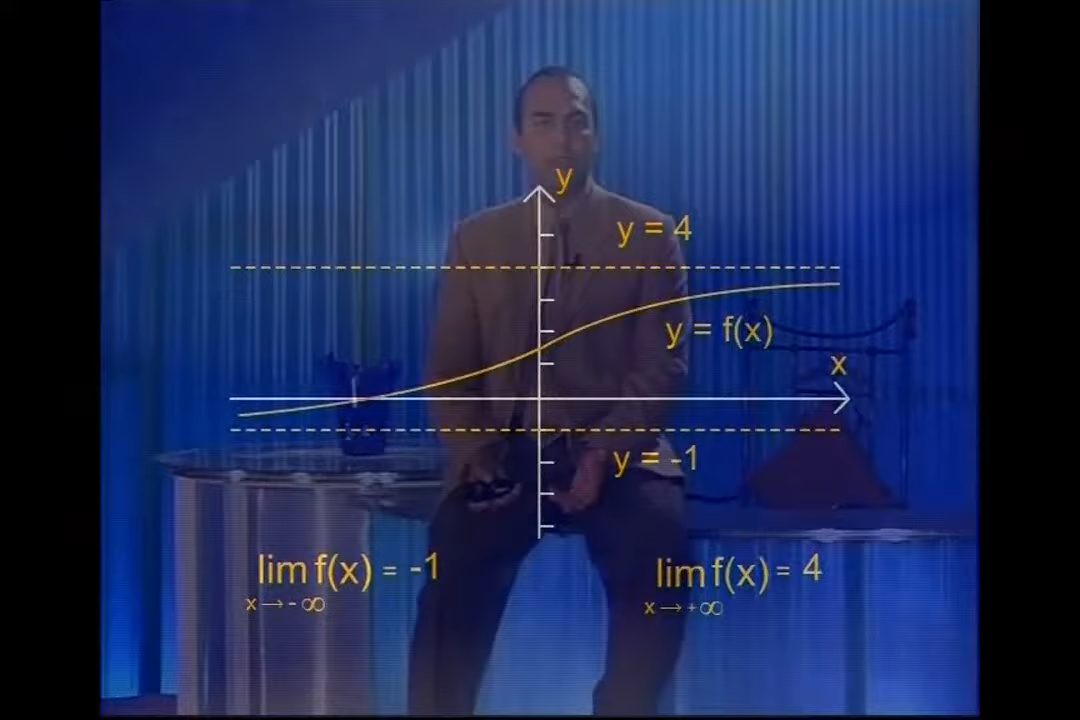 y
y = 4
y = f(x)
x
y = -1
lim f(x) = -1
x → - ∞
lim f(x) = 4
x → + ∞